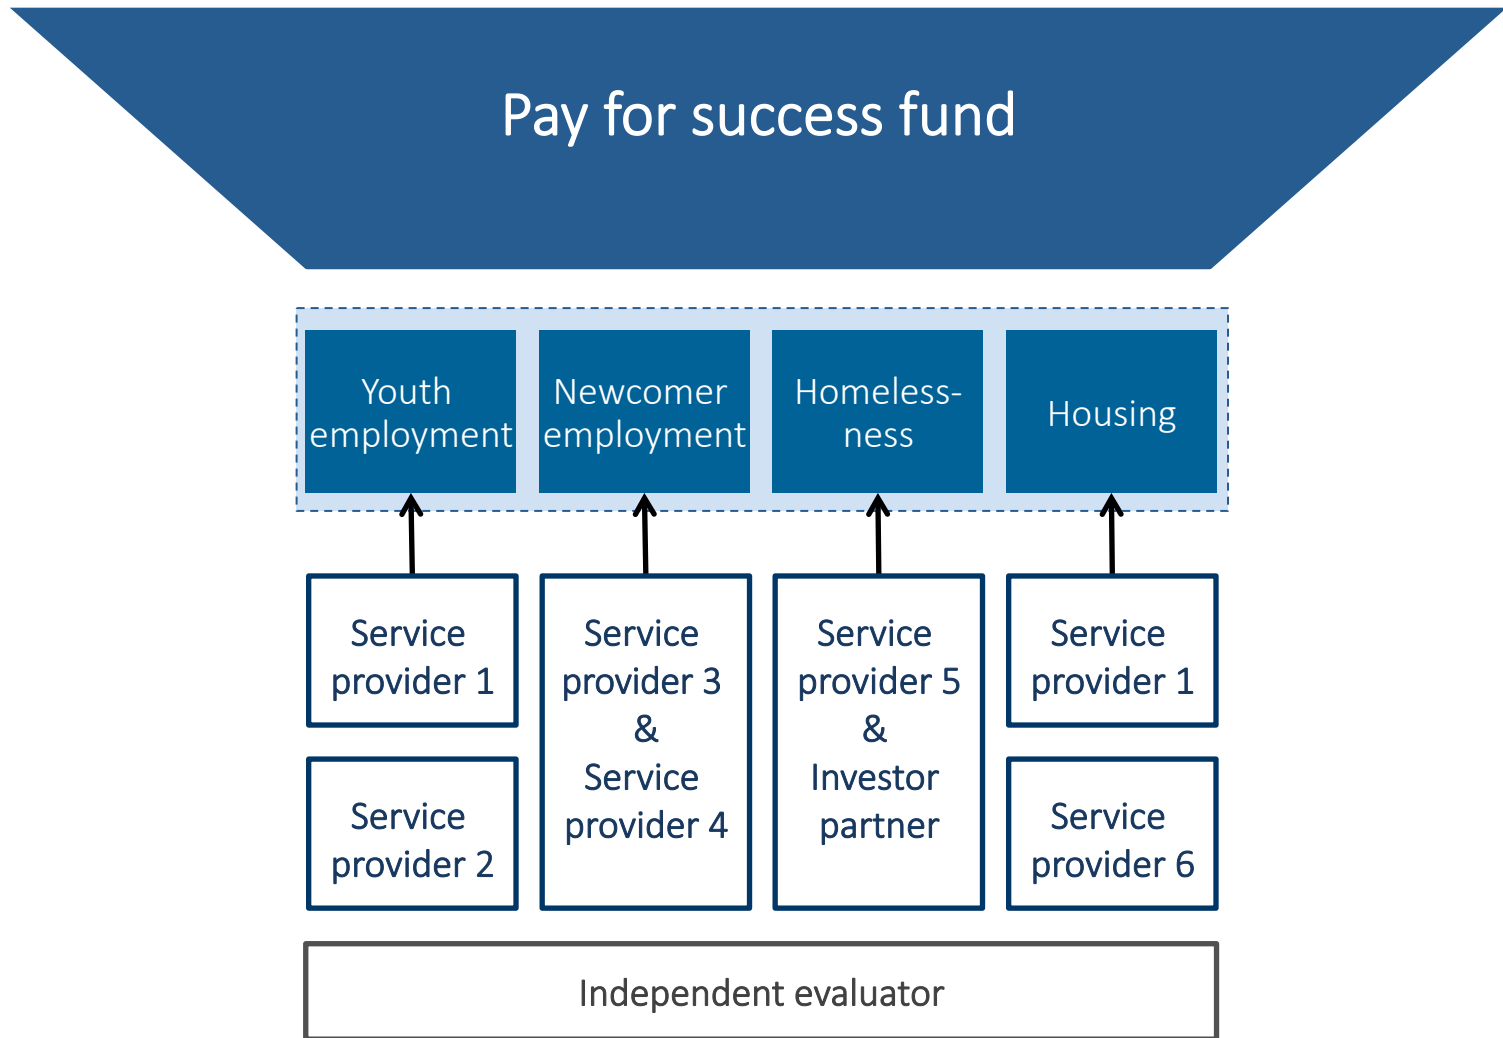 Pay for success fund
Youth
employment
Newcomer
employment
Homeless-
ness
Housing
Service
provider 1
Service
provider 2
Service
provider 3
&
Service
provider 4
Service
provider 5
&
Investor
partner
Service
provider 1
Service
provider 6
Independent evaluator